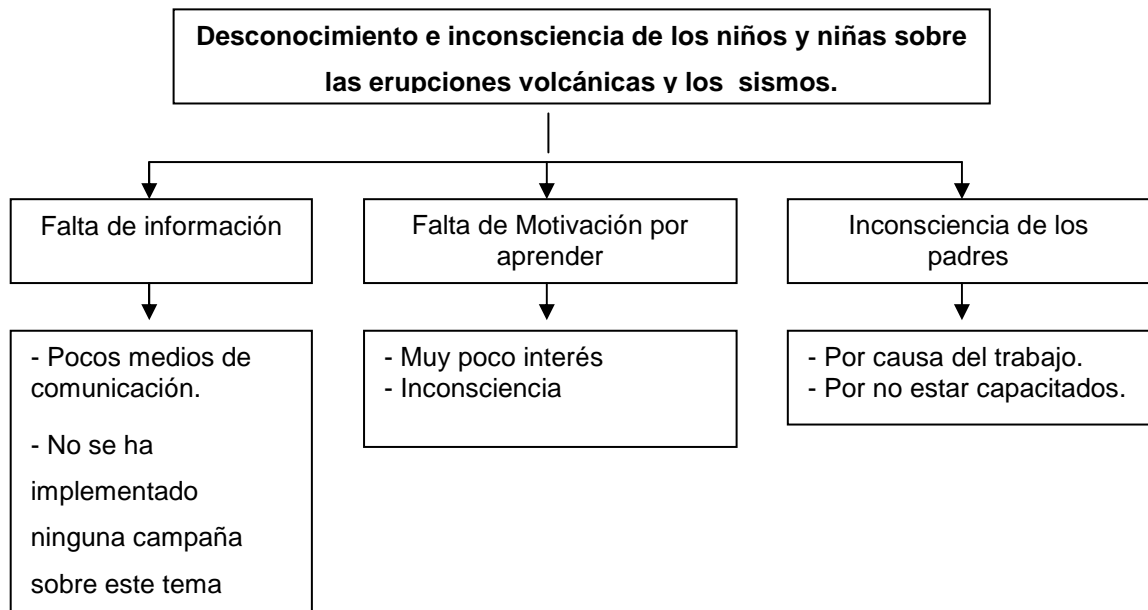 Desconocimiento e inconsciencia de los niños y niñas sobre
las erupciones volcánicas y los sismos.
Falta de información
Falta de Motivación por
aprender
Inconsciencia de los
padres
- Pocos medios de
comunicación.
- No se ha
implementado
ninguna campaña
sobre este tema
- Muy poco interés
- Inconsciencia
- Por causa del trabajo.
- Por no estar capacitados.